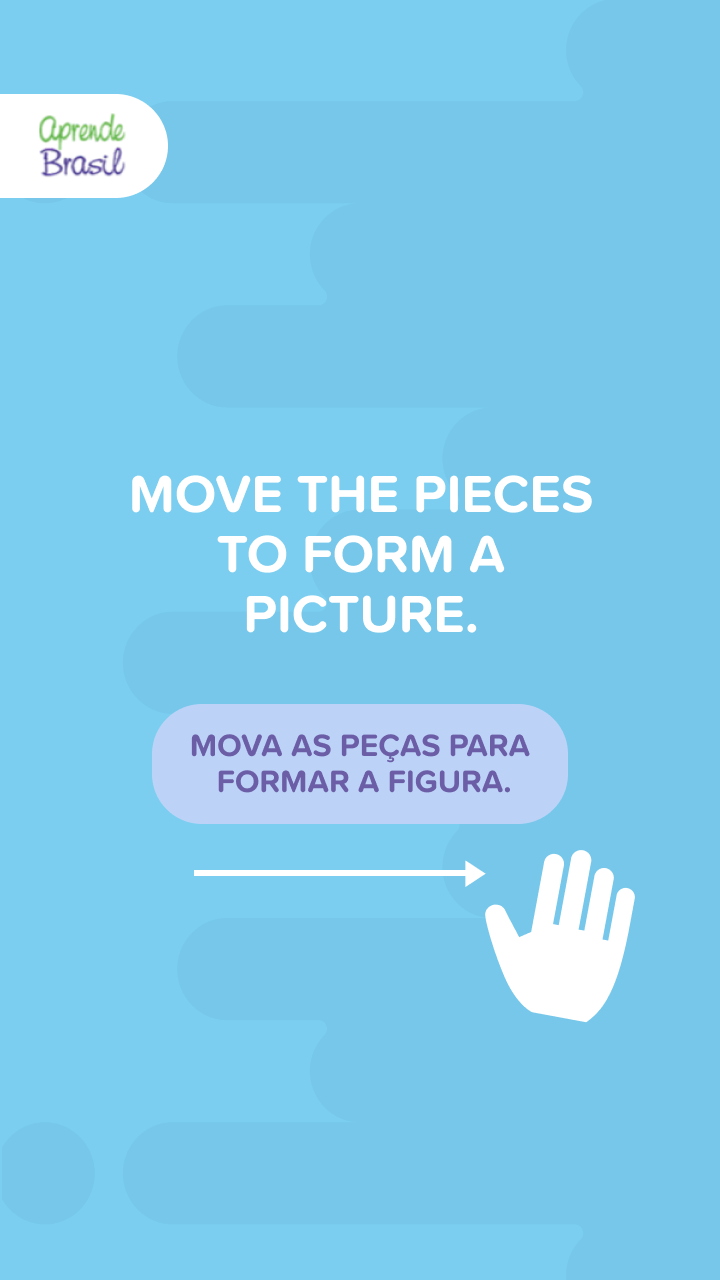 aprende
Brasil
MOVE THE PIECES
TO FORM A
PICTURE.
MOVA AS PEÇAS PARA
FORMAR A FIGURA.